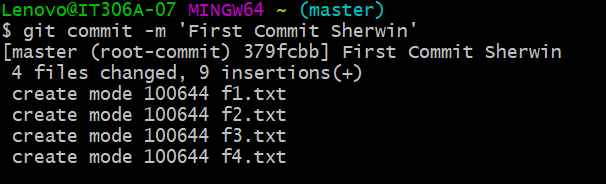 Lenovo@IT306A-07 MINGW64 ~ (master)
$ git commit -m 'First Commit Sherwin'
[master (root-commit) 379fcbb] First Commit Sherwin
 4 files changed, 9 insertions(+)
 create mode 100644 f1.txt
 create mode 100644 f2.txt
 create mode 100644 f3.txt
 create mode 100644 f4.txt